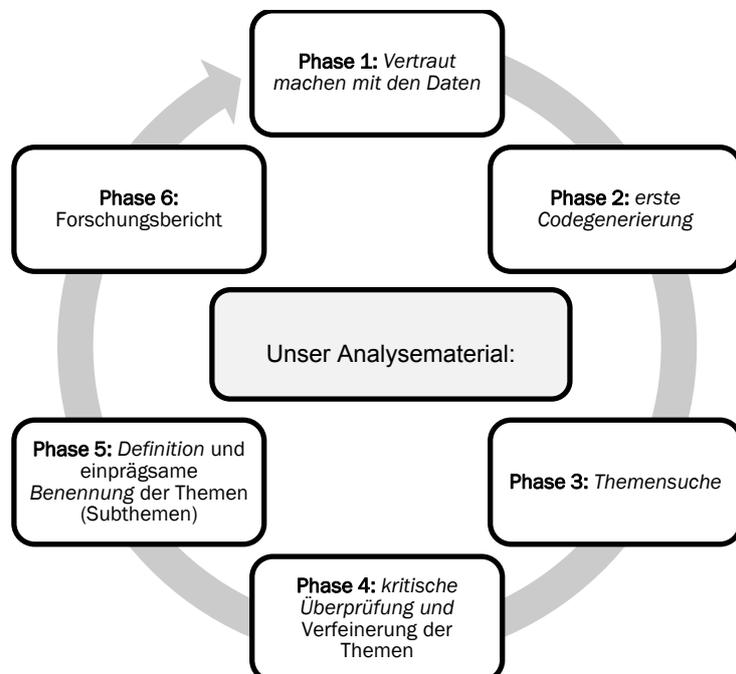 Phase 1: Vertraut
machen mit den Daten
Phase 2: erste
Codegenerierung
Phase 3: Themensuche
Phase 4: kritische
Überprüfung und
Verfeinerung der
Themen
Phase 5: Definition und
einprägsame
Benennung der Themen
(Subthemen)
Phase 6:
Forschungsbericht
Unser Analysematerial: